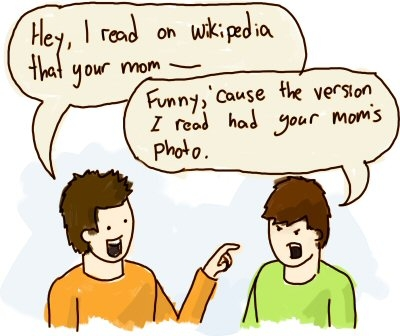 Hey, I read on wikipedia
that your mom —
Funny, 'cause the version
I read had your mom's
photo.